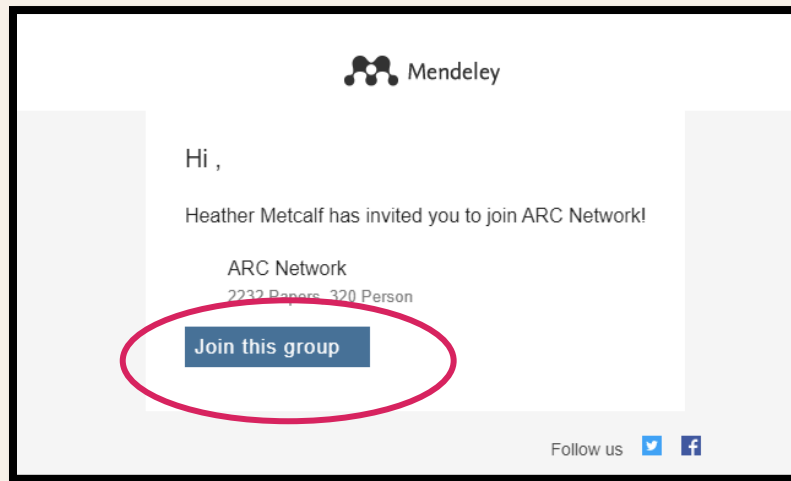 Mendeley
Hi ,
Heather Metcalf has invited you to join ARC Network!
ARC Network
2232 Papers, 320 Person
Join this group
Follow us